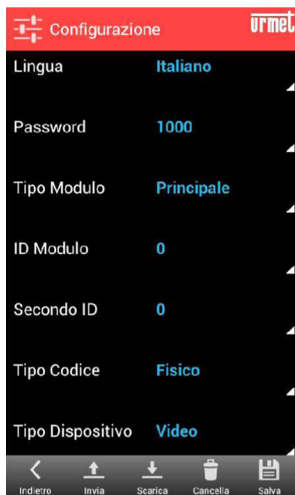 Configurazione urmet
Lingua Italiano
Password 1000
Tipo Modulo Principale
ID Modulo 0
Secondo ID 0
Tipo Codice Fisico
Tipo Dispositivo Video
Indietro Invia Scarica Cancella Salva